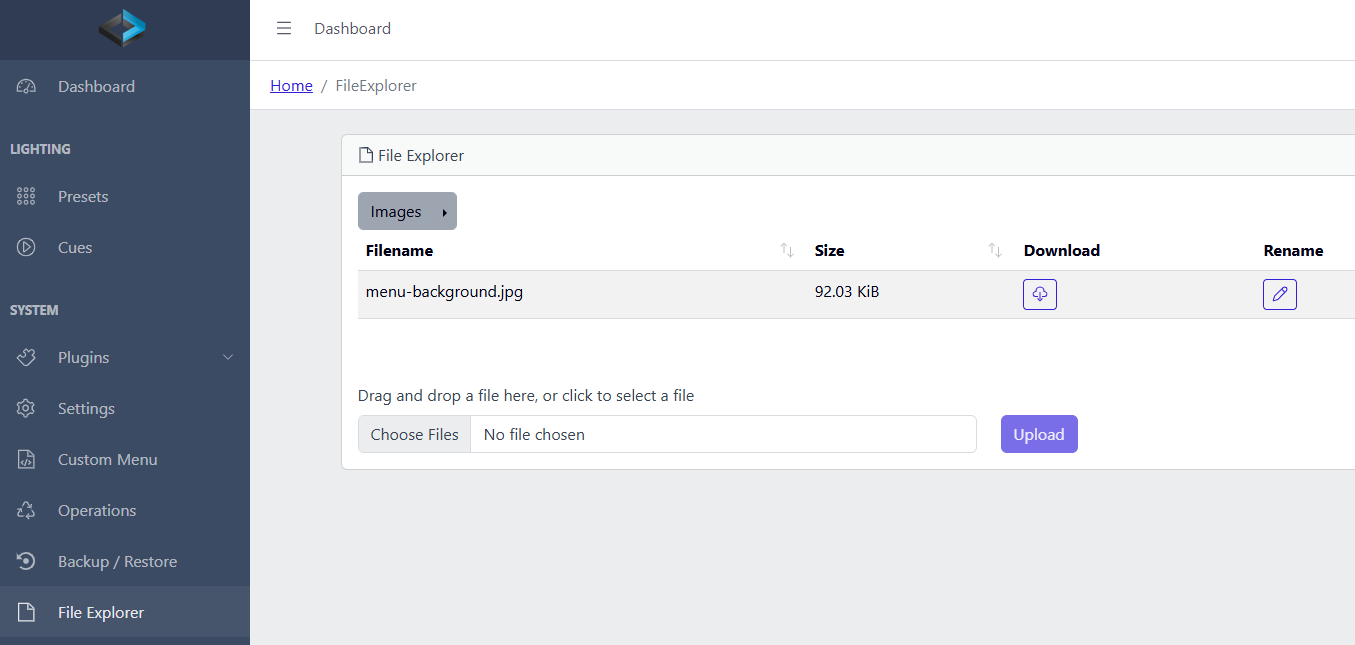 Dashboard
Home / FileExplorer
Dashboard
LIGHTING
Presets
Cues
SYSTEM
Plugins
Settings
Custom Menu
Operations
Backup / Restore
File Explorer
File Explorer
Images
Filename Size Download Rename
menu-background.jpg 92.03 KiB
Drag and drop a file here, or click to select a file
Choose Files No file chosen Upload